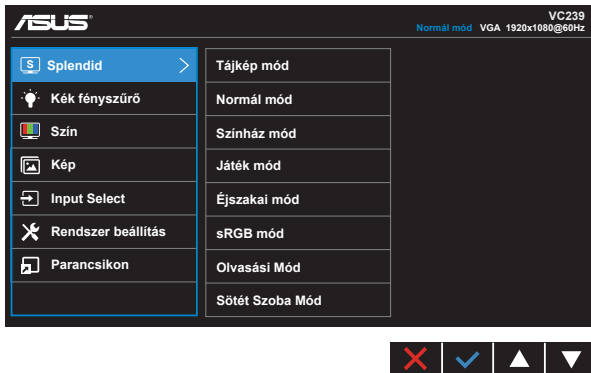 ASUS
VC239
Normál mód VGA 1920x1080@60Hz
S Splendid
Kék fényszűrő
Szín
Kép
Input Select
Rendszer beállítás
Parancsikon
Tájkép mód
Normál mód
Színház mód
Játék mód
Éjszakai mód
sRGB mód
Olvasási Mód
Sötét Szoba Mód